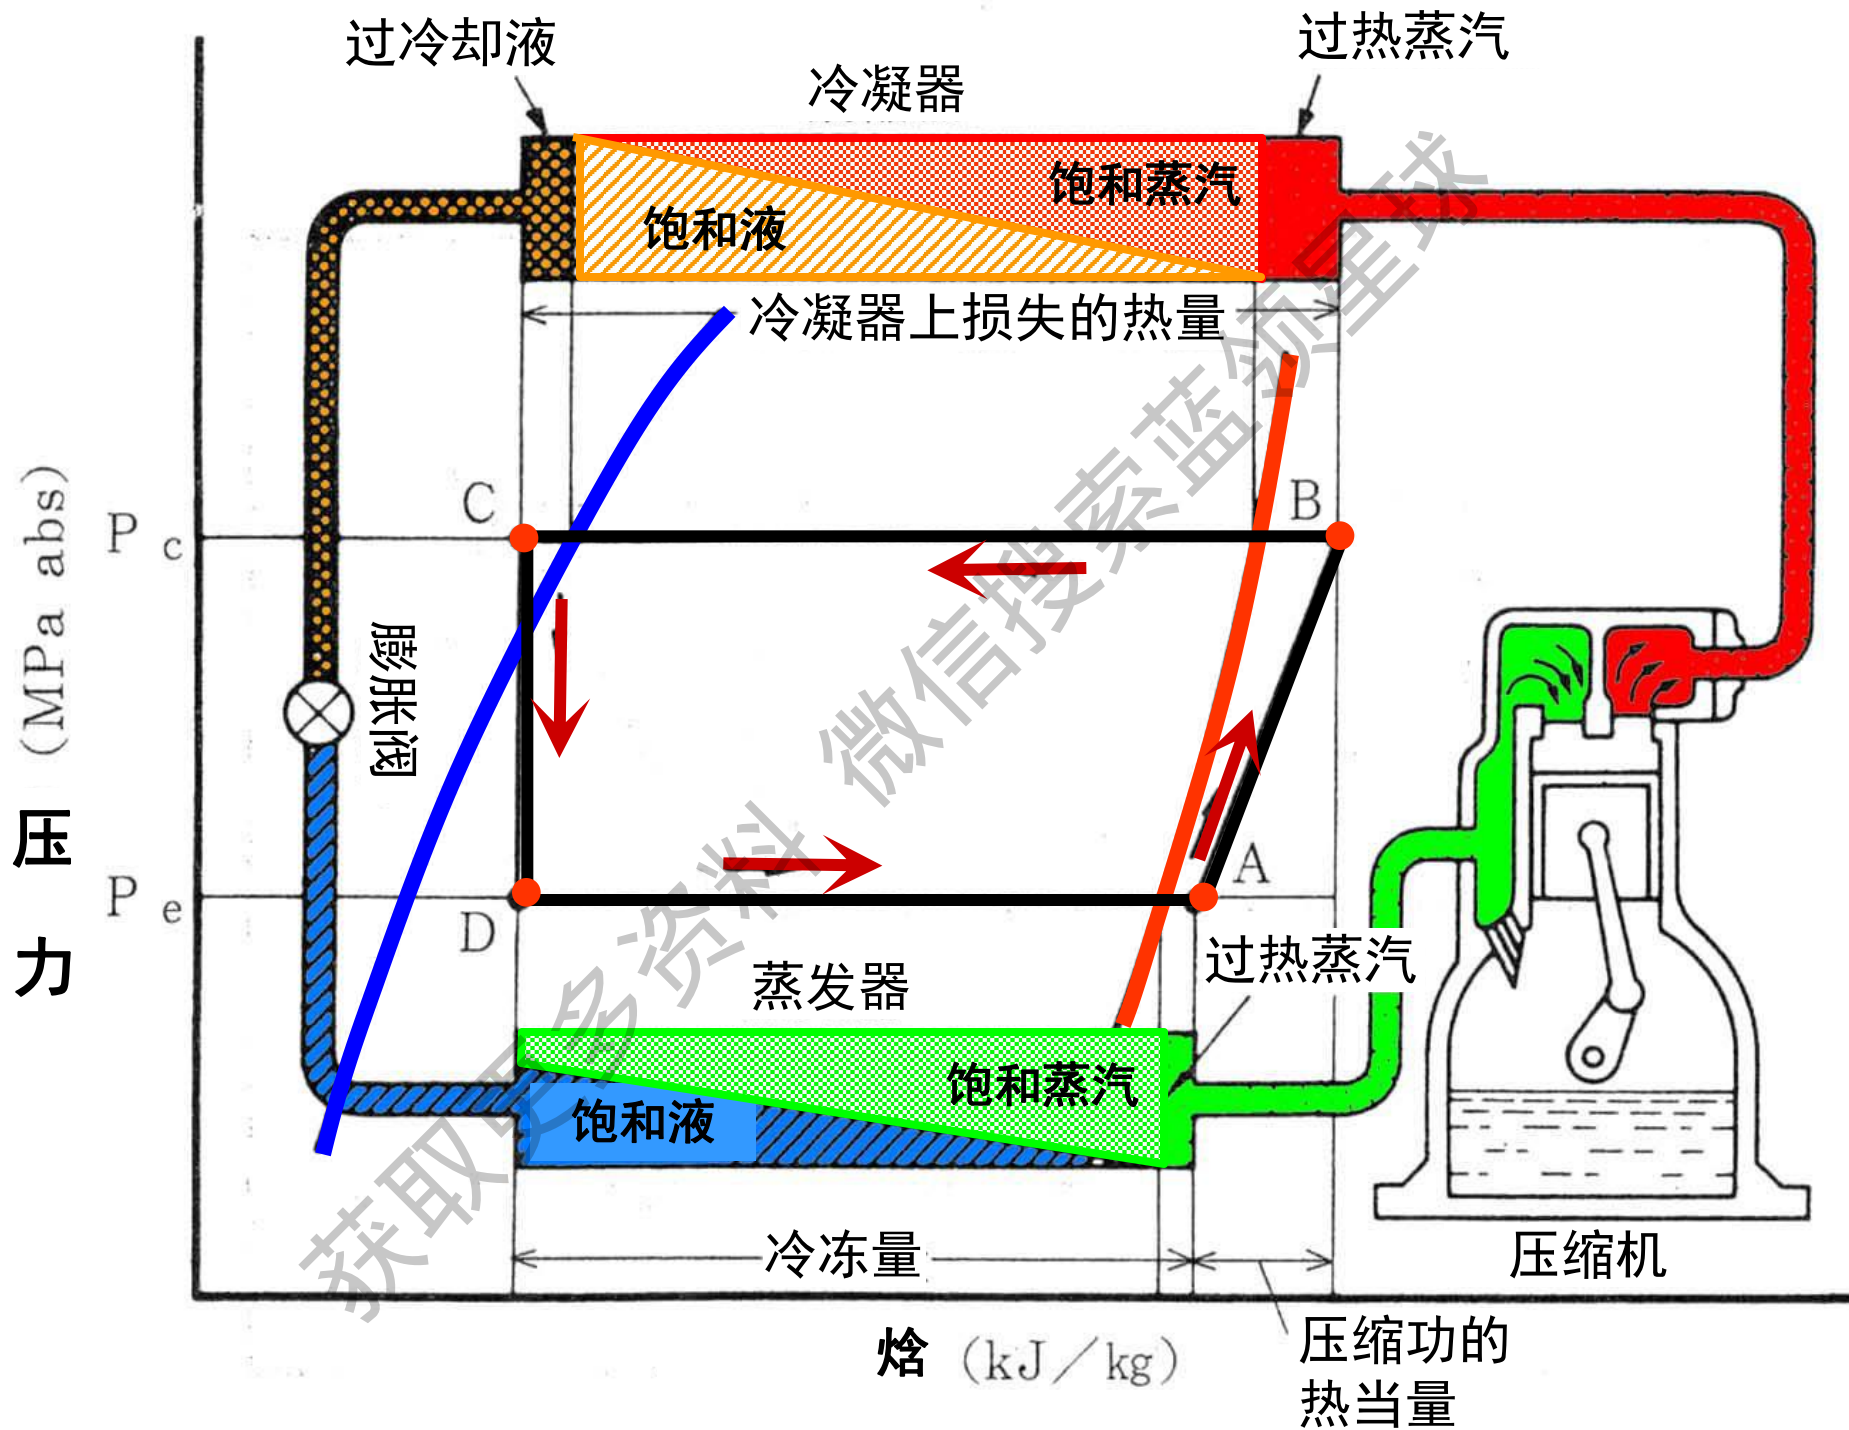 过冷却液
过热蒸汽
冷凝器
饱和蒸汽
饱和液
冷凝器上损失的热量
C
B
P c
膨胀阀
压力 (MPa abs)
P e
D
A
过热蒸汽
蒸发器
饱和蒸汽
饱和液
冷冻量
压缩机
焓 (kJ/kg)
压缩功的
热当量
获取更多资料 微信搜索蓝领星球